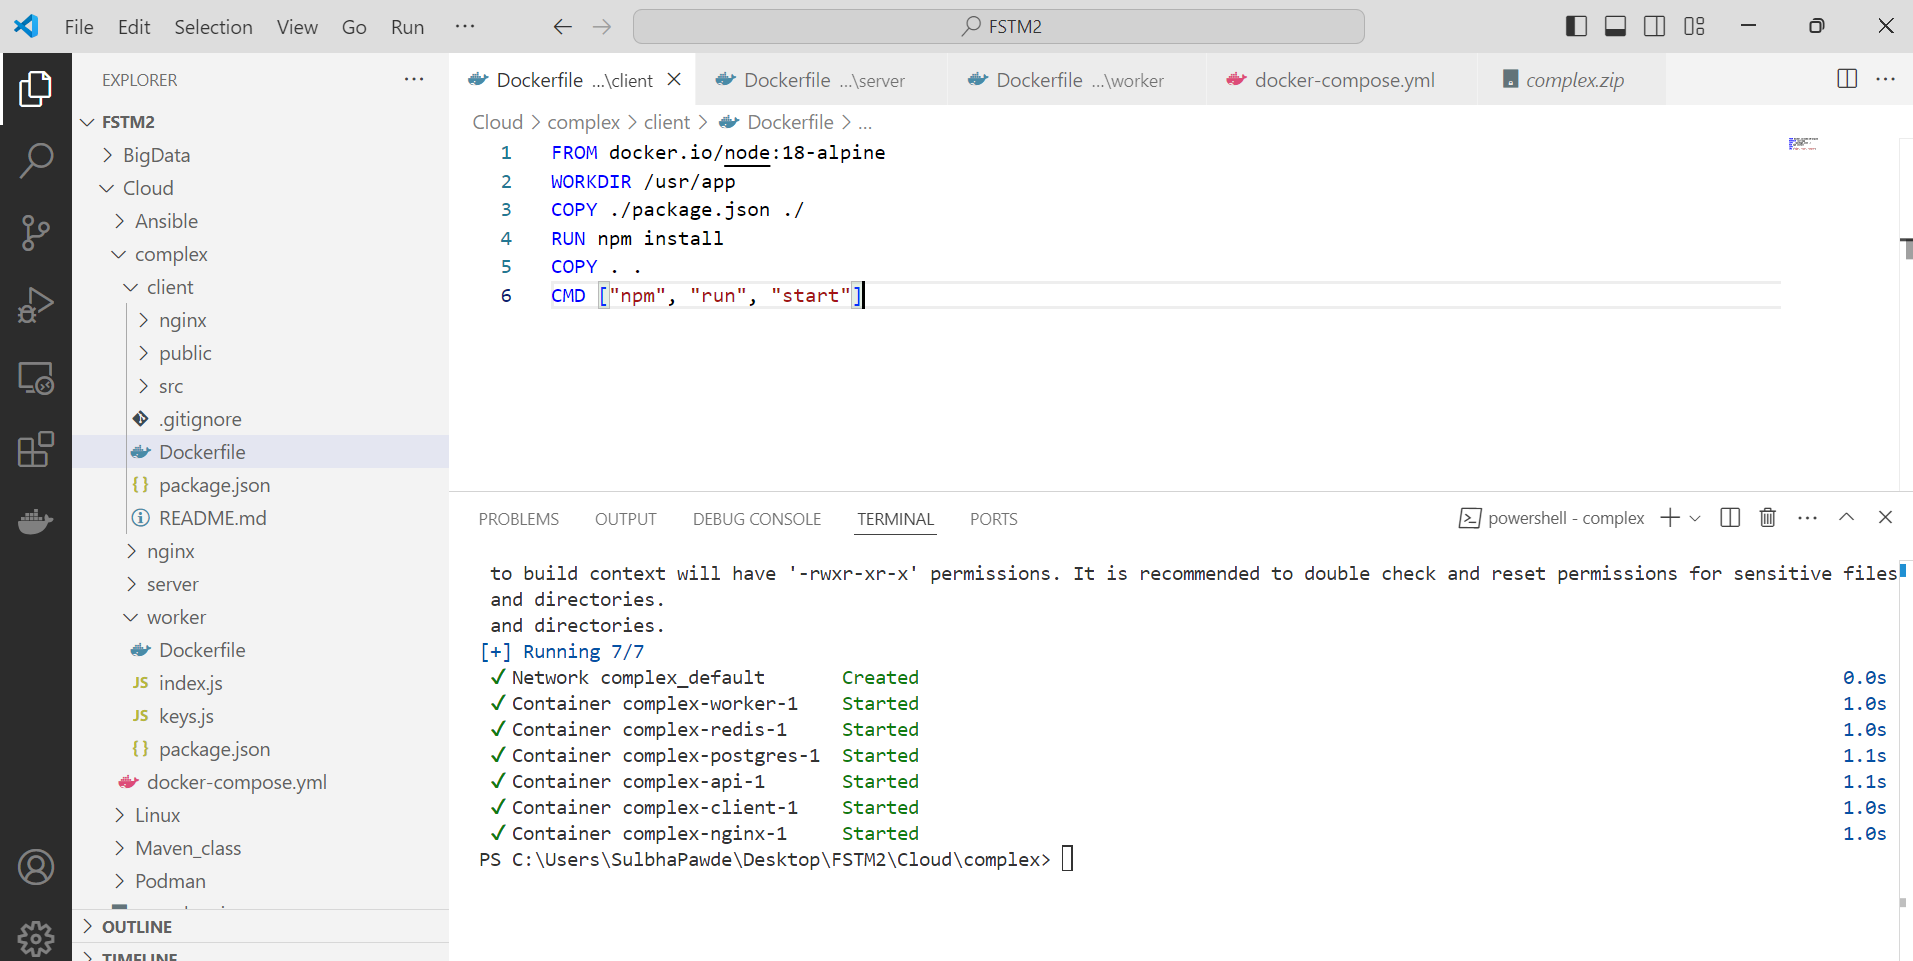 File Edit Selection View Go Run ··· FSTM2
EXPLORER ···
FSTM2
BigData
Cloud
Ansible
complex
client
nginx
public
src
.gitignore
Dockerfile
package.json
README.md
nginx
server
worker
Dockerfile
JS index.js
JS keys.js
package.json
docker-compose.yml
Linux
Maven_class
Podman
OUTLINE
TIMELINE
Dockerfile ...\client Dockerfile ...\server Dockerfile ...\worker docker-compose.yml complex.zip
Cloud > complex > client > Dockerfile > ...
1 FROM docker.io/node:18-alpine
2 WORKDIR /usr/app
3 COPY ./package.json ./
4 RUN npm install
5 COPY . .
6 CMD ["npm", "run", "start"]
PROBLEMS OUTPUT DEBUG CONSOLE TERMINAL PORTS powershell - complex
to build context will have '-rwxr-xr-x' permissions. It is recommended to double check and reset permissions for sensitive files
and directories.
and directories.
[+] Running 7/7
✓ Network complex_default Created 0.0s
✓ Container complex-worker-1 Started 1.0s
✓ Container complex-redis-1 Started 1.0s
✓ Container complex-postgres-1 Started 1.1s
✓ Container complex-api-1 Started 1.1s
✓ Container complex-client-1 Started 1.0s
✓ Container complex-nginx-1 Started 1.0s
PS C:\Users\SulbhaPawde\Desktop\FSTM2\Cloud\complex>